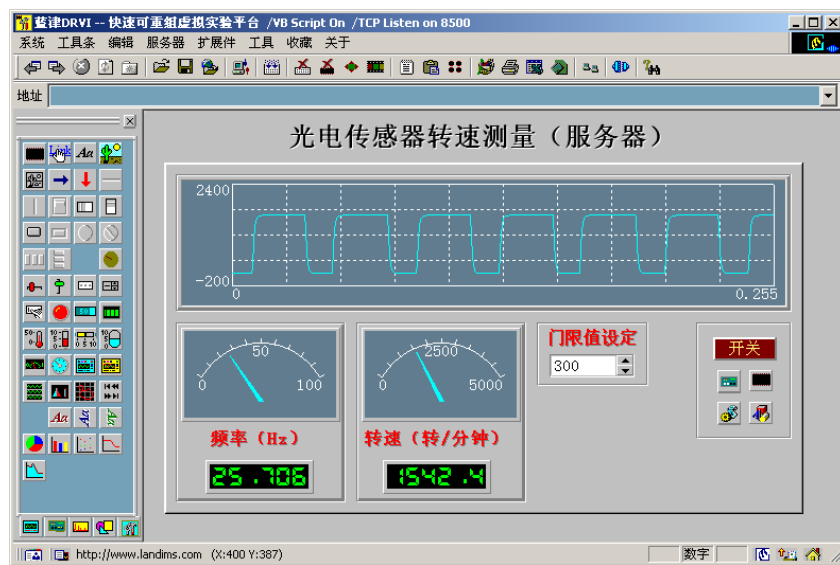 蓝津DRVI -- 快速可重组虚拟实验平台 /VB Script On /TCP Listen on 8500
系统 工具条 编辑 服务器 扩展件 工具 收藏 关于
地址
光电传感器转速测量（服务器）
2400
-200
0 0.255
0 50 100
频率（Hz）
25.706
0 2500 5000
转速（转/分钟）
1542.4
门限值设定
300
开关
http://www.landims.com (X:400 Y:387)
数字